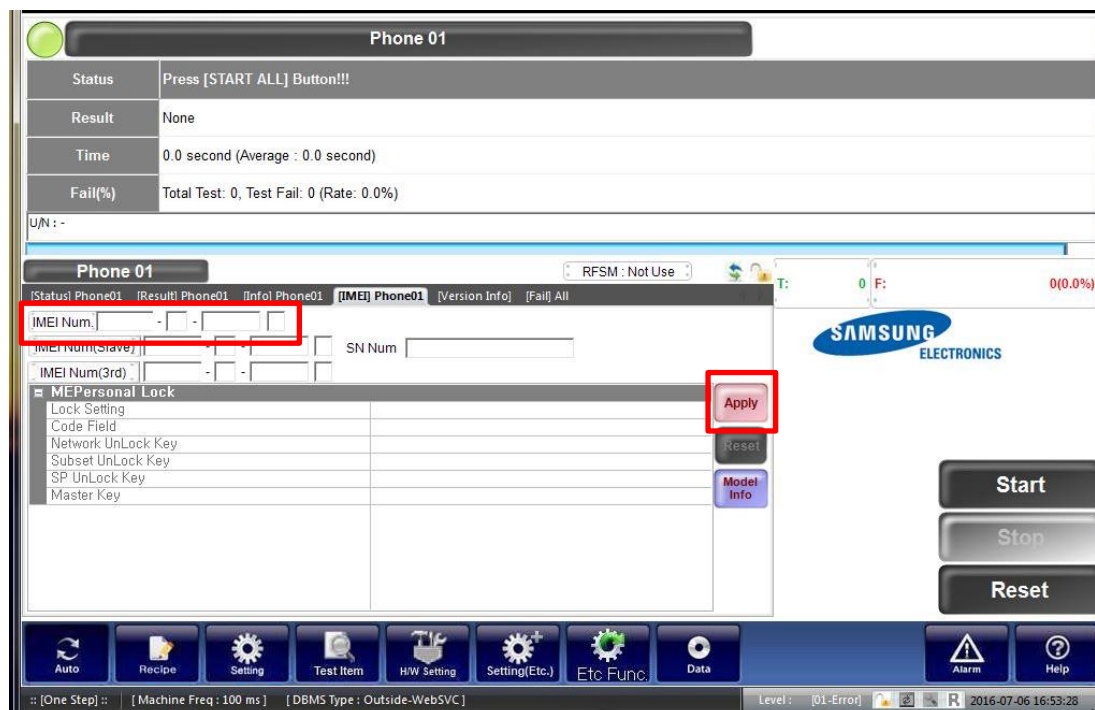 Phone 01
Status Press [START ALL] Button!!!
Result None
Time 0.0 second (Average : 0.0 second)
Fail(%) Total Test: 0, Test Fail: 0 (Rate: 0.0%)
U/N : -
Phone 01 RFSM : Not Use
T: 0 F: 0(0.0%)
[Status] Phone01 [Result] Phone01 [Info] Phone01 [IMEI] Phone01 [Version Info] [Fail] All
IMEI Num. - -
IMEI Num(Slave) - - SN Num
IMEI Num(3rd) - -
SAMSUNG
ELECTRONICS
MEPersonal Lock
Lock Setting
Code Field
Network UnLock Key
Subset UnLock Key
SP UnLock Key
Master Key
Apply
Reset
Model
Info
Start
Stop
Reset
Auto Recipe Setting Test Item H/W Setting Setting(Etc.) Etc Func. Data Alarm Help
:: [One Step] :: [ Machine Freq : 100 ms ] [ DBMS Type : Outside-WebSVC ] Level : [01-Error] R 2016-07-06 16:53:28